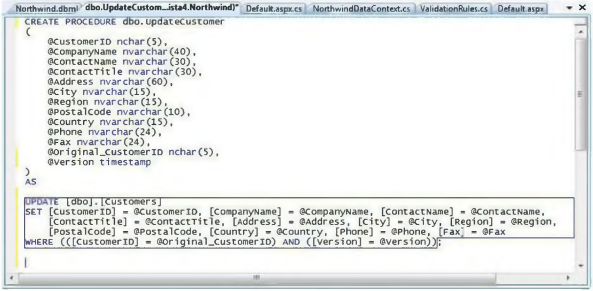 Northwind.dbml dbo.UpdateCustom...ista4.Northwind)* Default.aspx.cs NorthwindDataContext.cs ValidationRules.cs Default.aspx
CREATE PROCEDURE dbo.UpdateCustomer
(
@CustomerID nchar(5),
@CompanyName nvarchar(40),
@ContactName nvarchar(30),
@ContactTitle nvarchar(30),
@Address nvarchar(60),
@City nvarchar(15),
@Region nvarchar(15),
@PostalCode nvarchar(10),
@Country nvarchar(15),
@Phone nvarchar(24),
@Fax nvarchar(24),
@Original_CustomerID nchar(5),
@Version timestamp
)
AS
UPDATE [dbo].[Customers]
SET [CustomerID] = @CustomerID, [CompanyName] = @CompanyName, [ContactName] = @ContactName,
[ContactTitle] = @ContactTitle, [Address] = @Address, [City] = @City, [Region] = @Region,
[PostalCode] = @PostalCode, [Country] = @Country, [Phone] = @Phone, [Fax] = @Fax
WHERE (([CustomerID] = @Original_CustomerID) AND ([Version] = @Version));